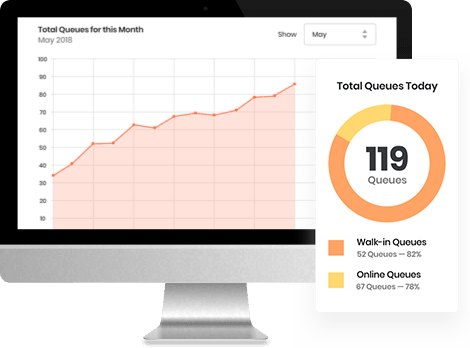 Total Queues for this Month
May 2018
Show May
100
90
80
70
60
50
40
30
20
10
Total Queues Today
119
Queues
Walk-in Queues
52 Queues — 82%
Online Queues
67 Queues — 78%